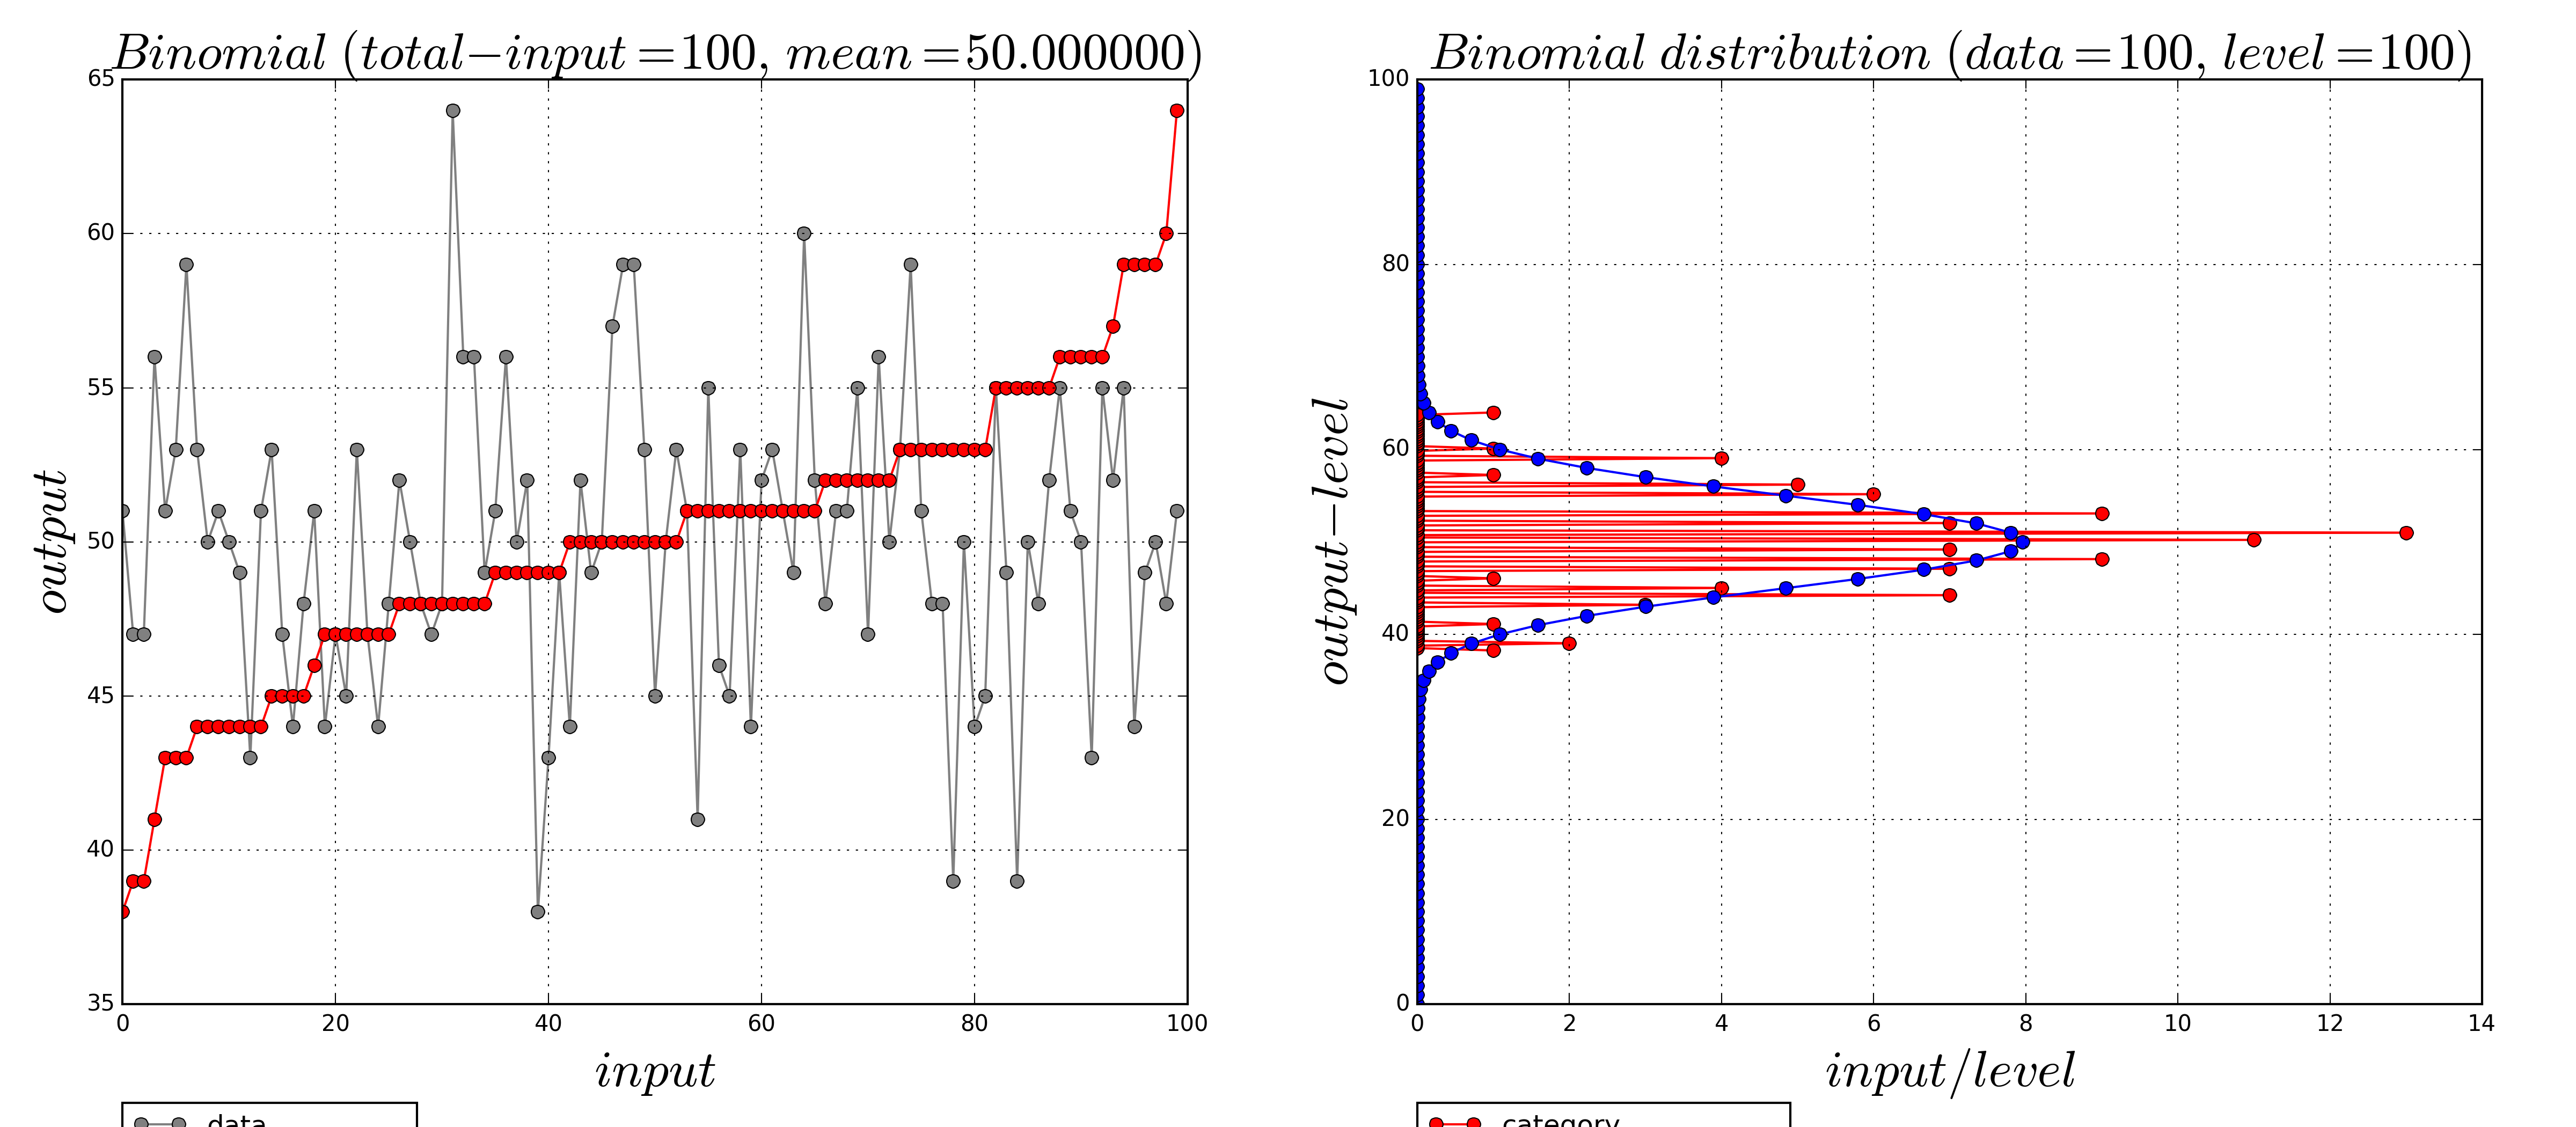 Binomial (total−input=100, mean=50.000000)
65
60
55
50
45
40
35
output
0 20 40 60 80 100
input
data
Binomial distribution (data=100, level=100)
100
80
60
40
20
0
output−level
0 2 4 6 8 10 12 14
input/level
category